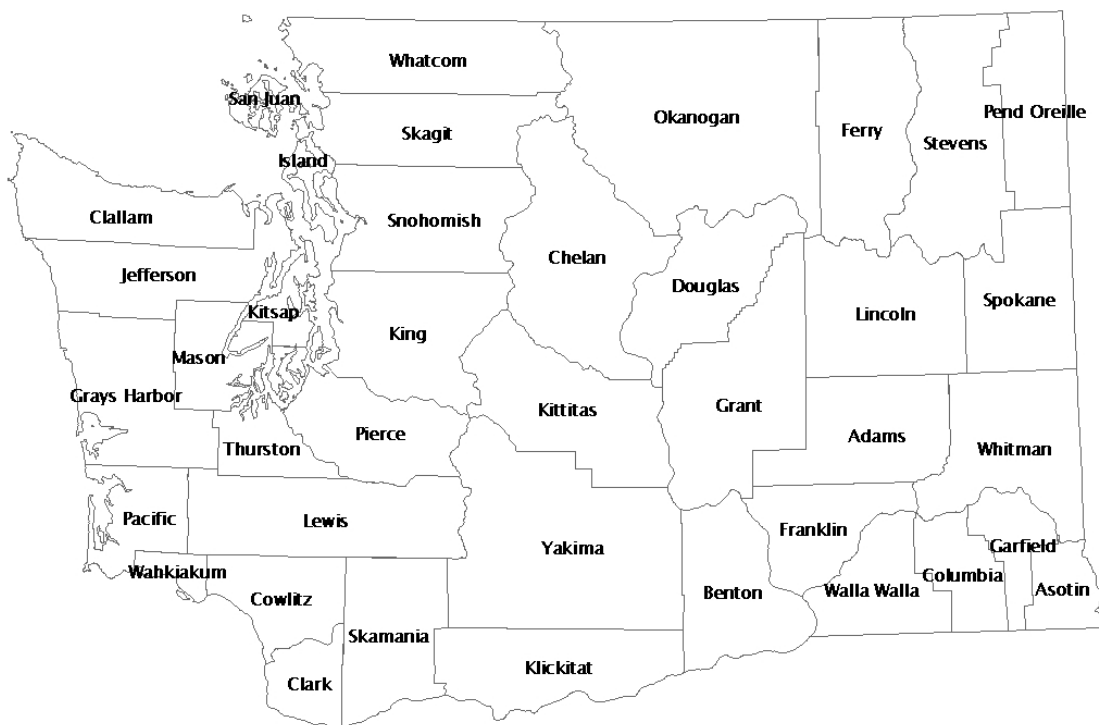 Whatcom
San Juan
Skagit
Okanogan
Ferry
Stevens
Pend Oreille
Island
Clallam
Snohomish
Chelan
Jefferson
Douglas
Kitsap
King
Lincoln
Spokane
Mason
Grays Harbor
Kittitas
Grant
Thurston
Pierce
Adams
Whitman
Pacific
Lewis
Yakima
Franklin
Garfield
Wahkiakum
Cowlitz
Benton
Walla Walla
Columbia
Asotin
Skamania
Klickitat
Clark